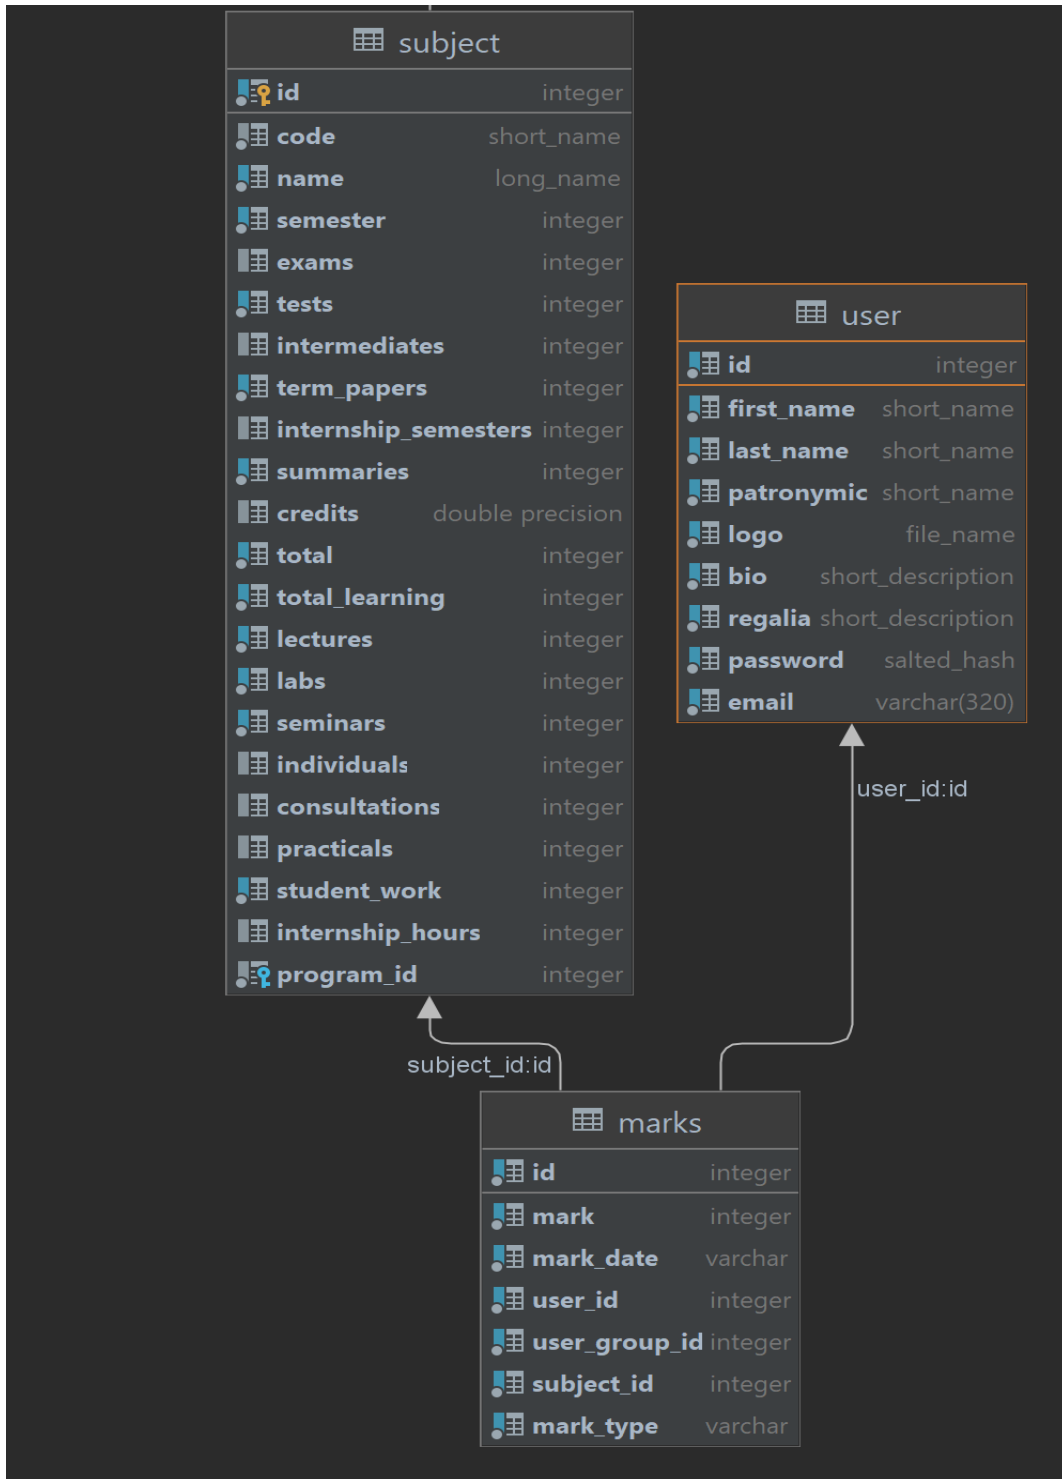 subject
id integer
code short_name
name long_name
semester integer
exams integer
tests integer
intermediates integer
term_papers integer
internship_semesters integer
summaries integer
credits double precision
total integer
total_learning integer
lectures integer
labs integer
seminars integer
individuals integer
consultations integer
practicals integer
student_work integer
internship_hours integer
program_id integer
user
id integer
first_name short_name
last_name short_name
patronymic short_name
logo file_name
bio short_description
regalia short_description
password salted_hash
email varchar(320)
user_id:id
subject_id:id
marks
id integer
mark integer
mark_date varchar
user_id integer
user_group_id integer
subject_id integer
mark_type varchar